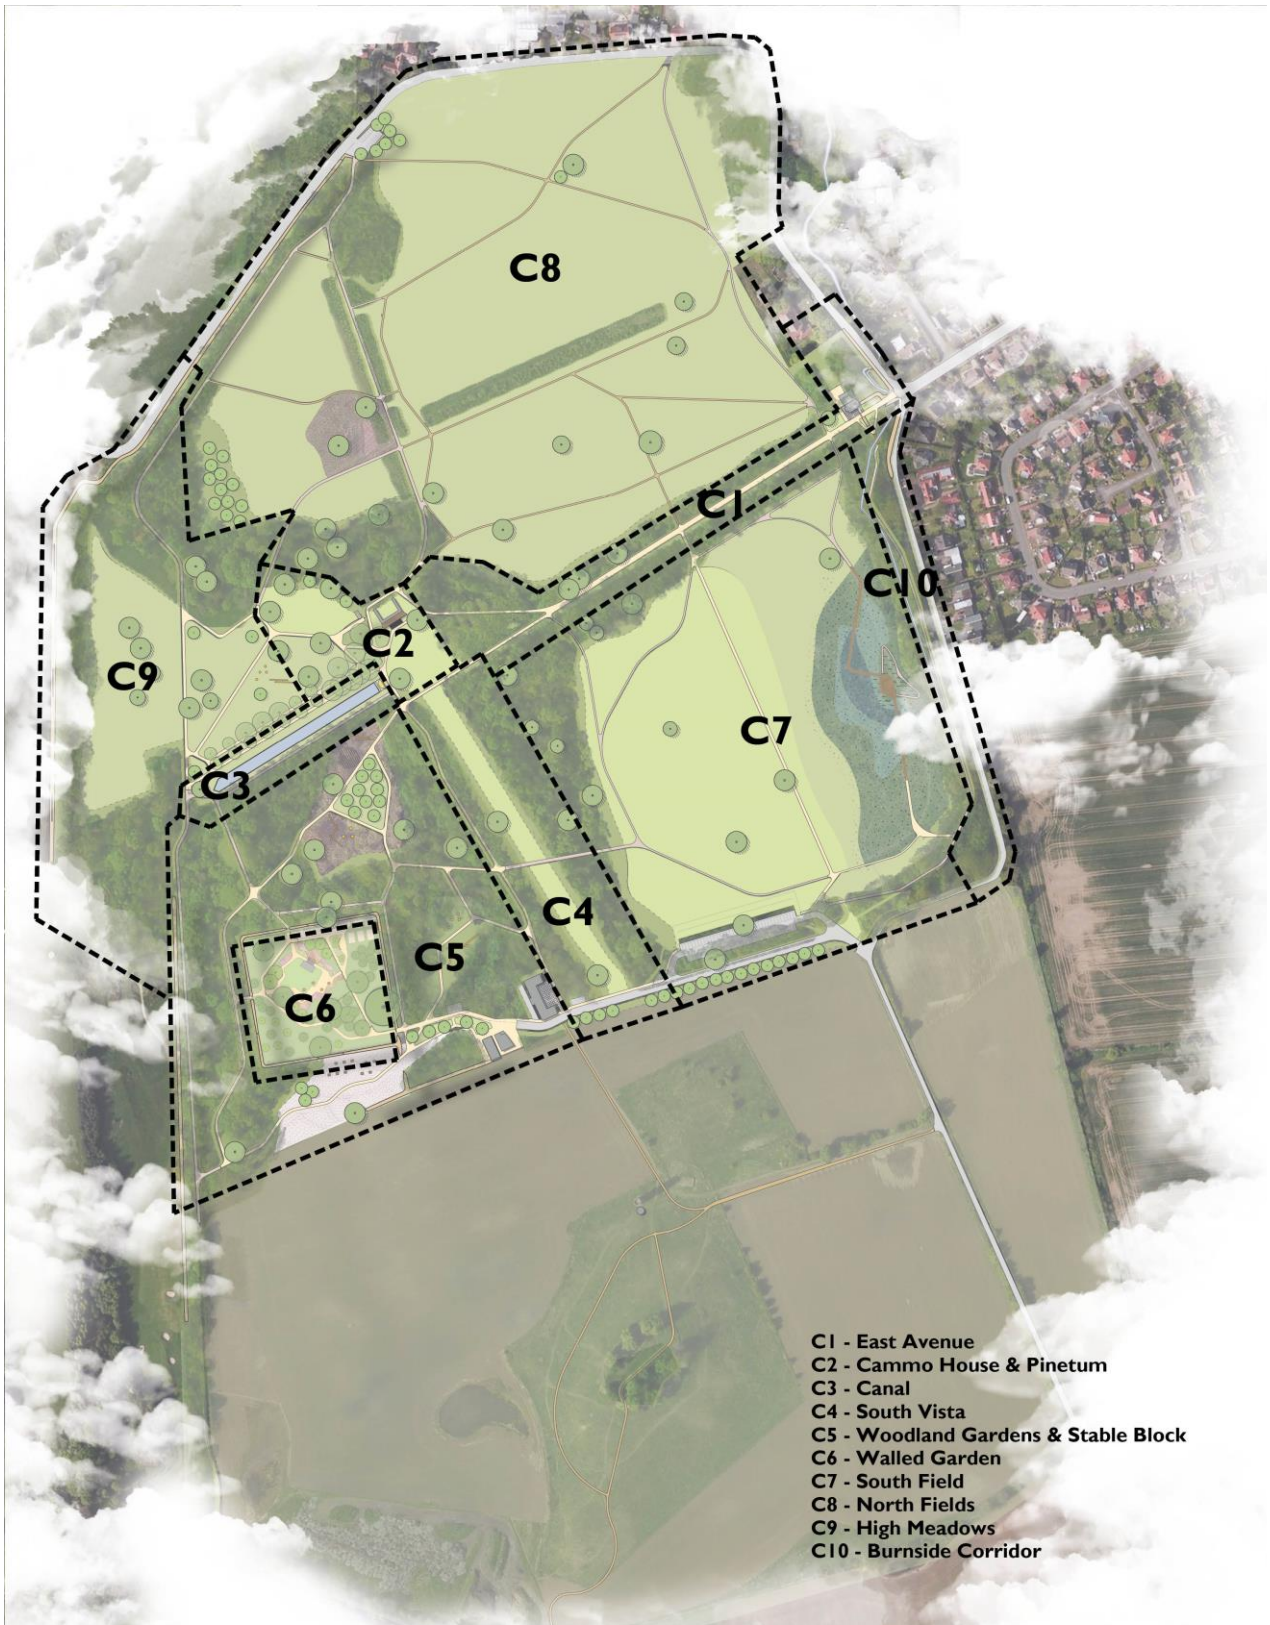 C8
C1
C10
C2
C9
C7
C3
C4
C5
C6
C1 - East Avenue
C2 - Cammo House & Pinetum
C3 - Canal
C4 - South Vista
C5 - Woodland Gardens & Stable Block
C6 - Walled Garden
C7 - South Field
C8 - North Fields
C9 - High Meadows
C10 - Burnside Corridor